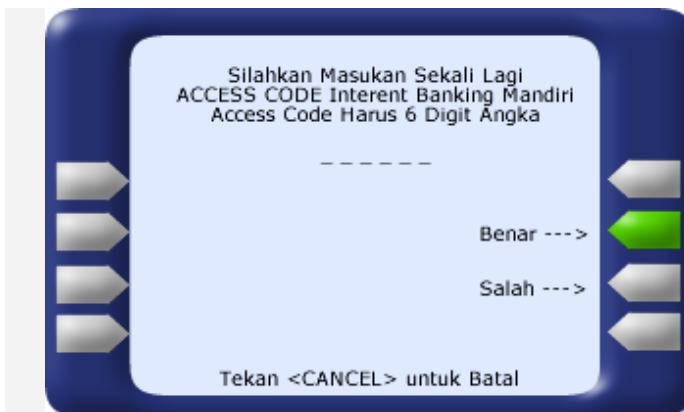 Silahkan Masukan Sekali Lagi
ACCESS CODE Interent Banking Mandiri
Access Code Harus 6 Digit Angka
_ _ _ _ _ _
Benar --->
Salah --->
Tekan <CANCEL> untuk Batal